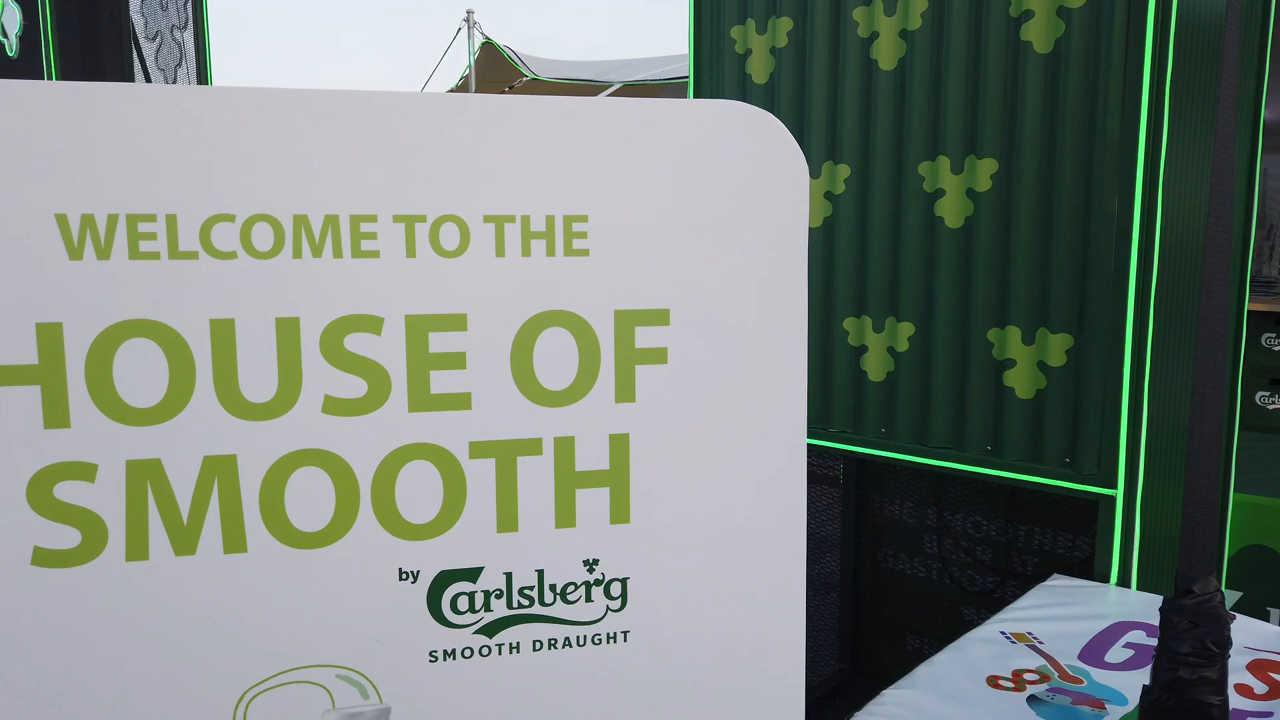 WELCOME TO THE
HOUSE OF
SMOOTH
by Carlsberg
SMOOTH DRAUGHT